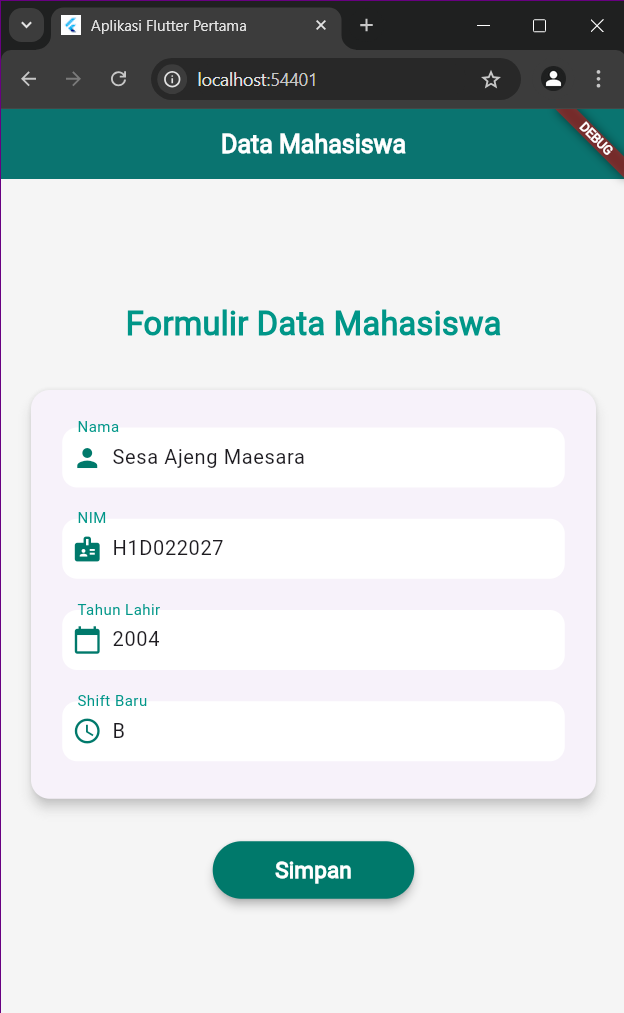 Aplikasi Flutter Pertama
localhost:54401
Data Mahasiswa
DEBUG
Formulir Data Mahasiswa
Nama
Sesa Ajeng Maesara
NIM
H1D022027
Tahun Lahir
2004
Shift Baru
B
Simpan